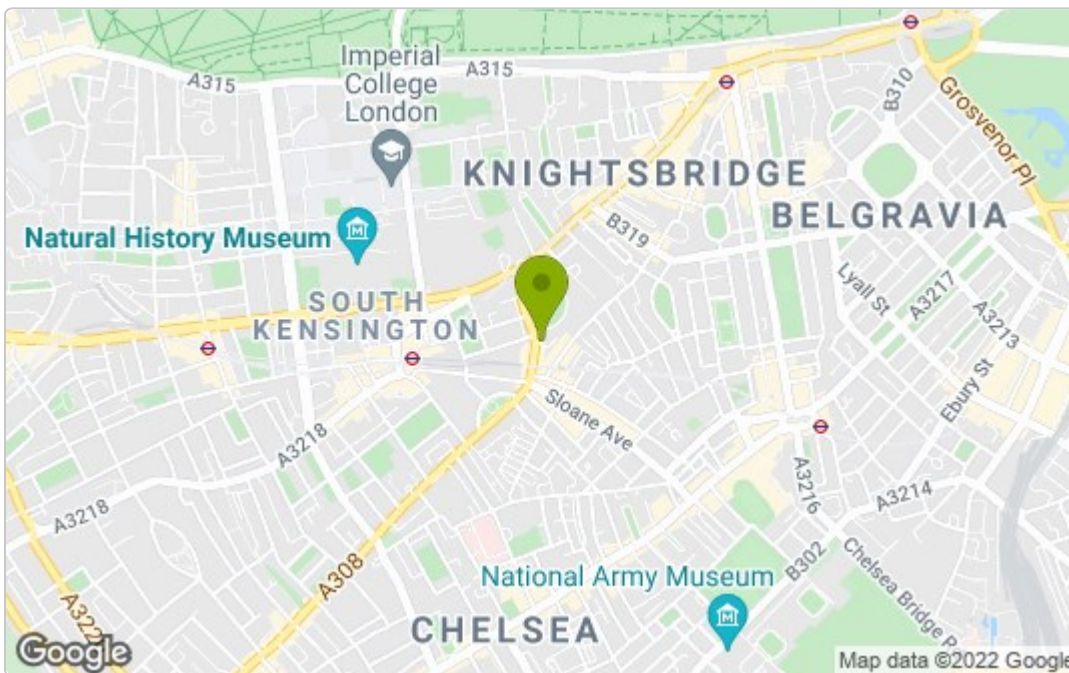 Imperial
College
London
A315
A315
B310
Grosvenor Pl
KNIGHTSBRIDGE
BELGRAVIA
B319
Natural History Museum
SOUTH
KENSINGTON
Lyall St
A3217
A3213
Ebury St
Sloane Ave
A3218
A3218
A308
A3216
A3214
B302
Chelsea Bridge R
National Army Museum
CHELSEA
A322
Google
Map data ©2022 Google